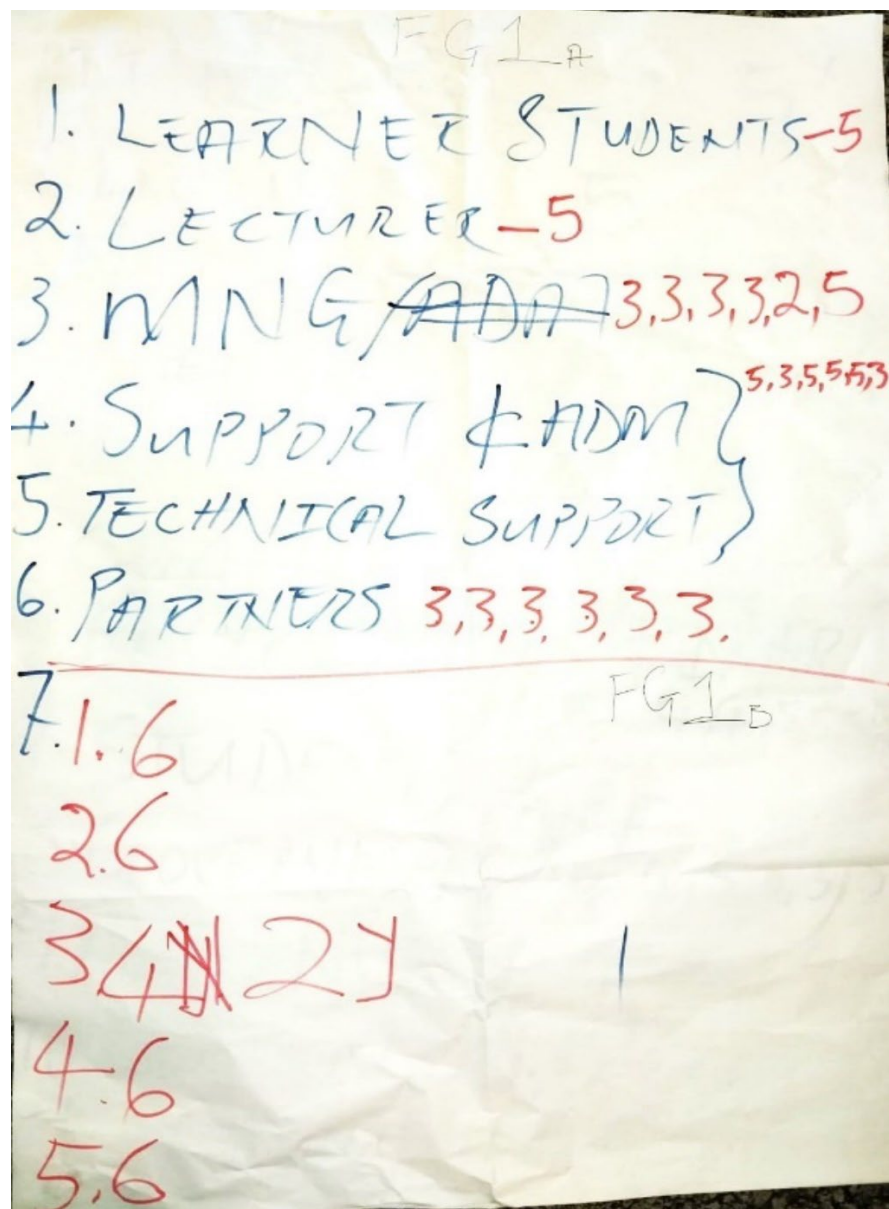 FG1A
1. LEARNER STUDENTS-5
2. LECTURER-5
3. MNG/ADM 3,3,3,3,2,5
4. SUPPORT & ADM } 5,3,5,5,5,3
5. TECHNICAL SUPPORT
6. PARTNERS 3,3,3,3,3,3.
FG1B
7.1.6
2.6
3 4N 2Y
4.6
5.6